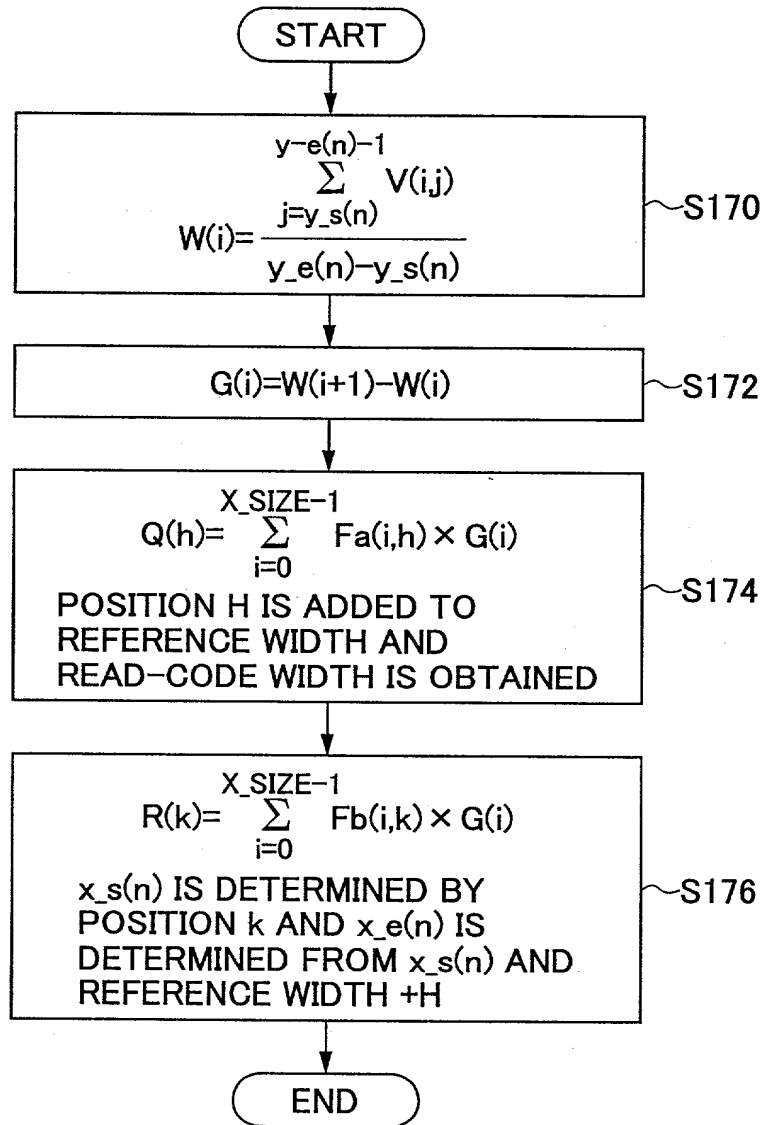 START
y-e(n)-1
Σ V(i,j)
j=y_s(n)
W(i)=
y_e(n)-y_s(n)
S170
G(i)=W(i+1)-W(i)
S172
X_SIZE-1
Q(h)= Σ Fa(i,h) × G(i)
i=0
POSITION H IS ADDED TO
REFERENCE WIDTH AND
READ-CODE WIDTH IS OBTAINED
S174
X_SIZE-1
R(k)= Σ Fb(i,k) × G(i)
i=0
x_s(n) IS DETERMINED BY
POSITION k AND x_e(n) IS
DETERMINED FROM x_s(n) AND
REFERENCE WIDTH +H
S176
END